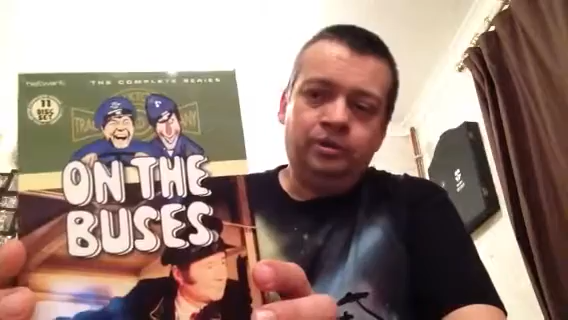 network
THE COMPLETE SERIES
11
DISC
SET
ON THE
BUSES